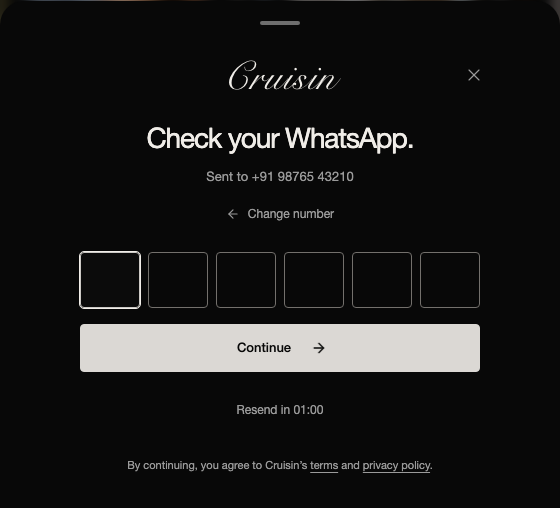 Cruisin
Check your WhatsApp.
Sent to +91 98765 43210
← Change number
Continue →
Resend in 01:00
By continuing, you agree to Cruisin’s terms and privacy policy.